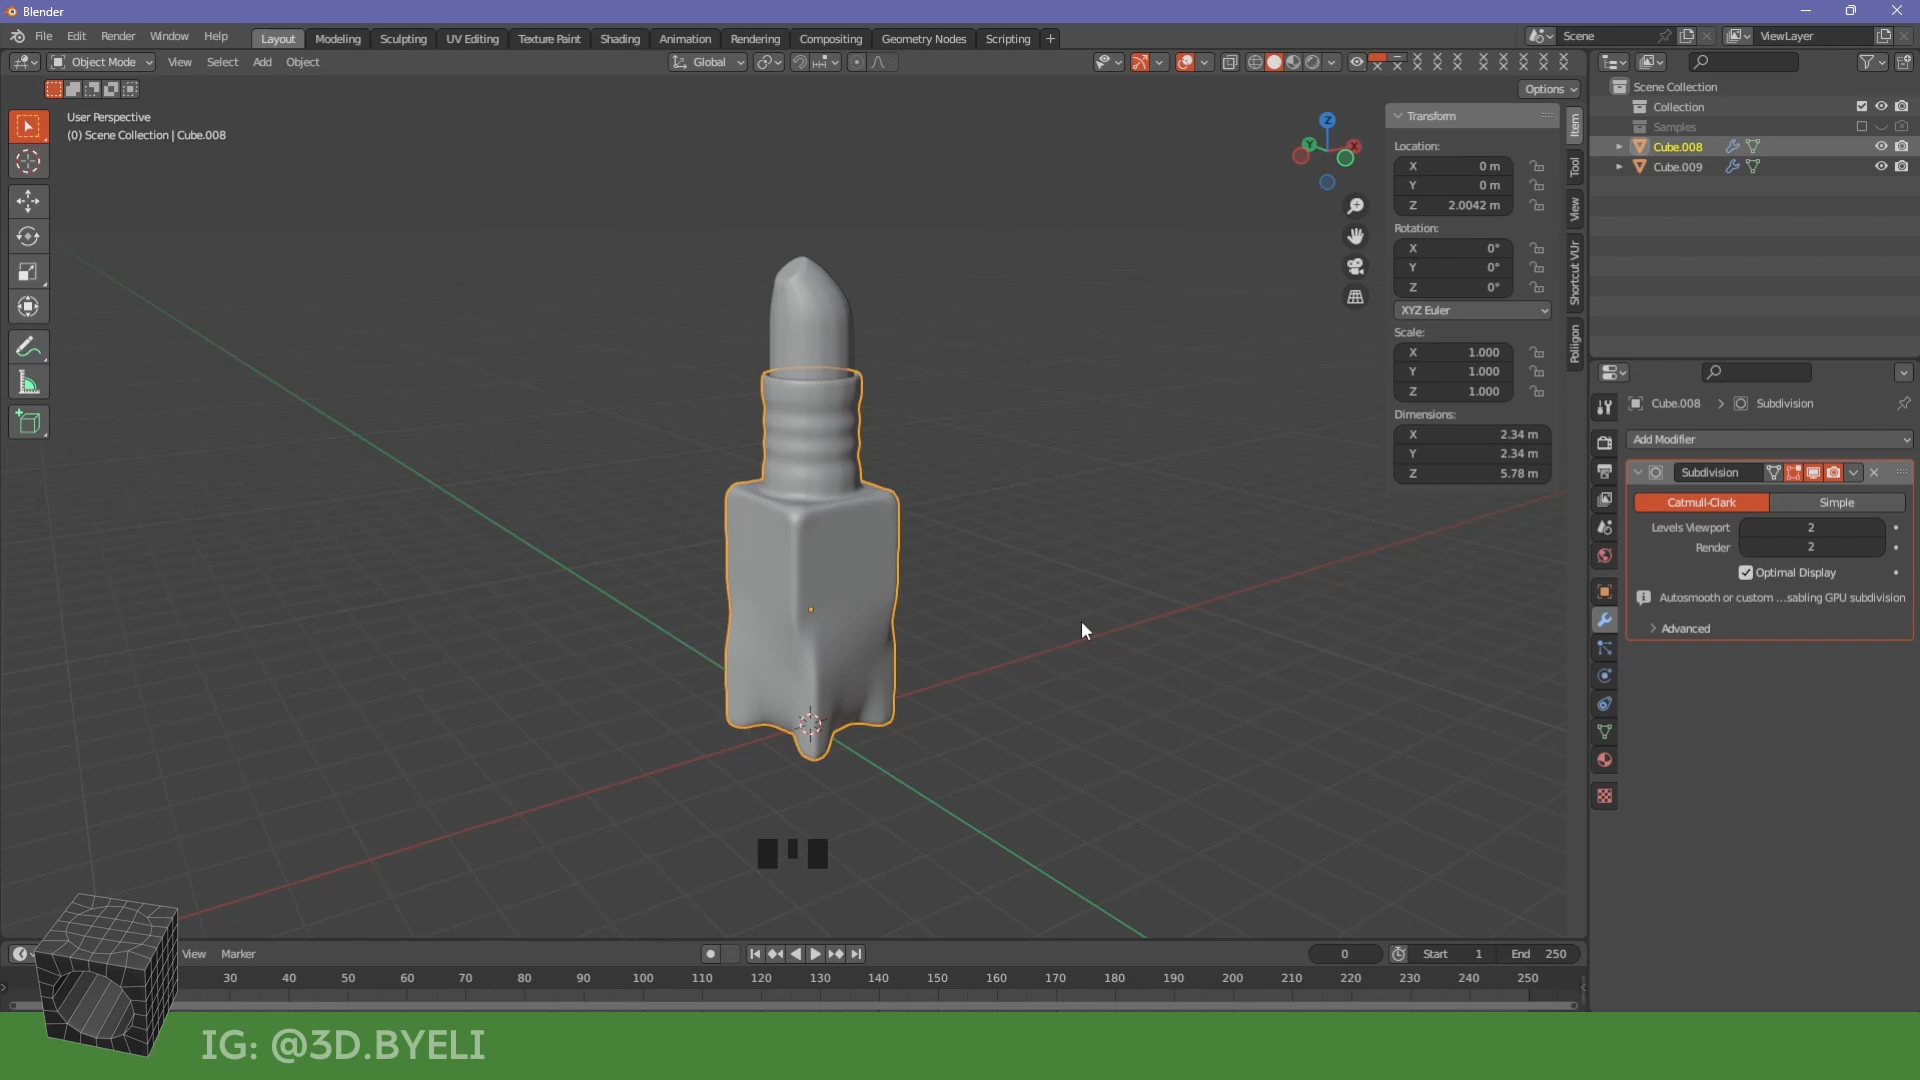 Blender
File Edit Render Window Help Layout Modeling Sculpting UV Editing Texture Paint Shading Animation Rendering Compositing Geometry Nodes Scripting + Scene ViewLayer
Object Mode View Select Add Object Global
Options
User Perspective
(0) Scene Collection | Cube.008
Z
Y
X
Transform
Location:
X 0 m
Y 0 m
Z 2.0042 m
Rotation:
X 0°
Y 0°
Z 0°
XYZ Euler
Scale:
X 1.000
Y 1.000
Z 1.000
Dimensions:
X 2.34 m
Y 2.34 m
Z 5.78 m
Item
Tool
View
Shortcut VUr
Poliigon
Scene Collection
Collection
Samples
Cube.008
Cube.009
Cube.008 > Subdivision
Add Modifier
Subdivision
Catmull-Clark Simple
Levels Viewport 2
Render 2
Optimal Display
Autosmooth or custom ...sabling GPU subdivision
Advanced
View Marker 0 Start 1 End 250
30 40 50 60 70 80 90 100 110 120 130 140 150 160 170 180 190 200 210 220 230 240 250
IG: @3D.BYELI